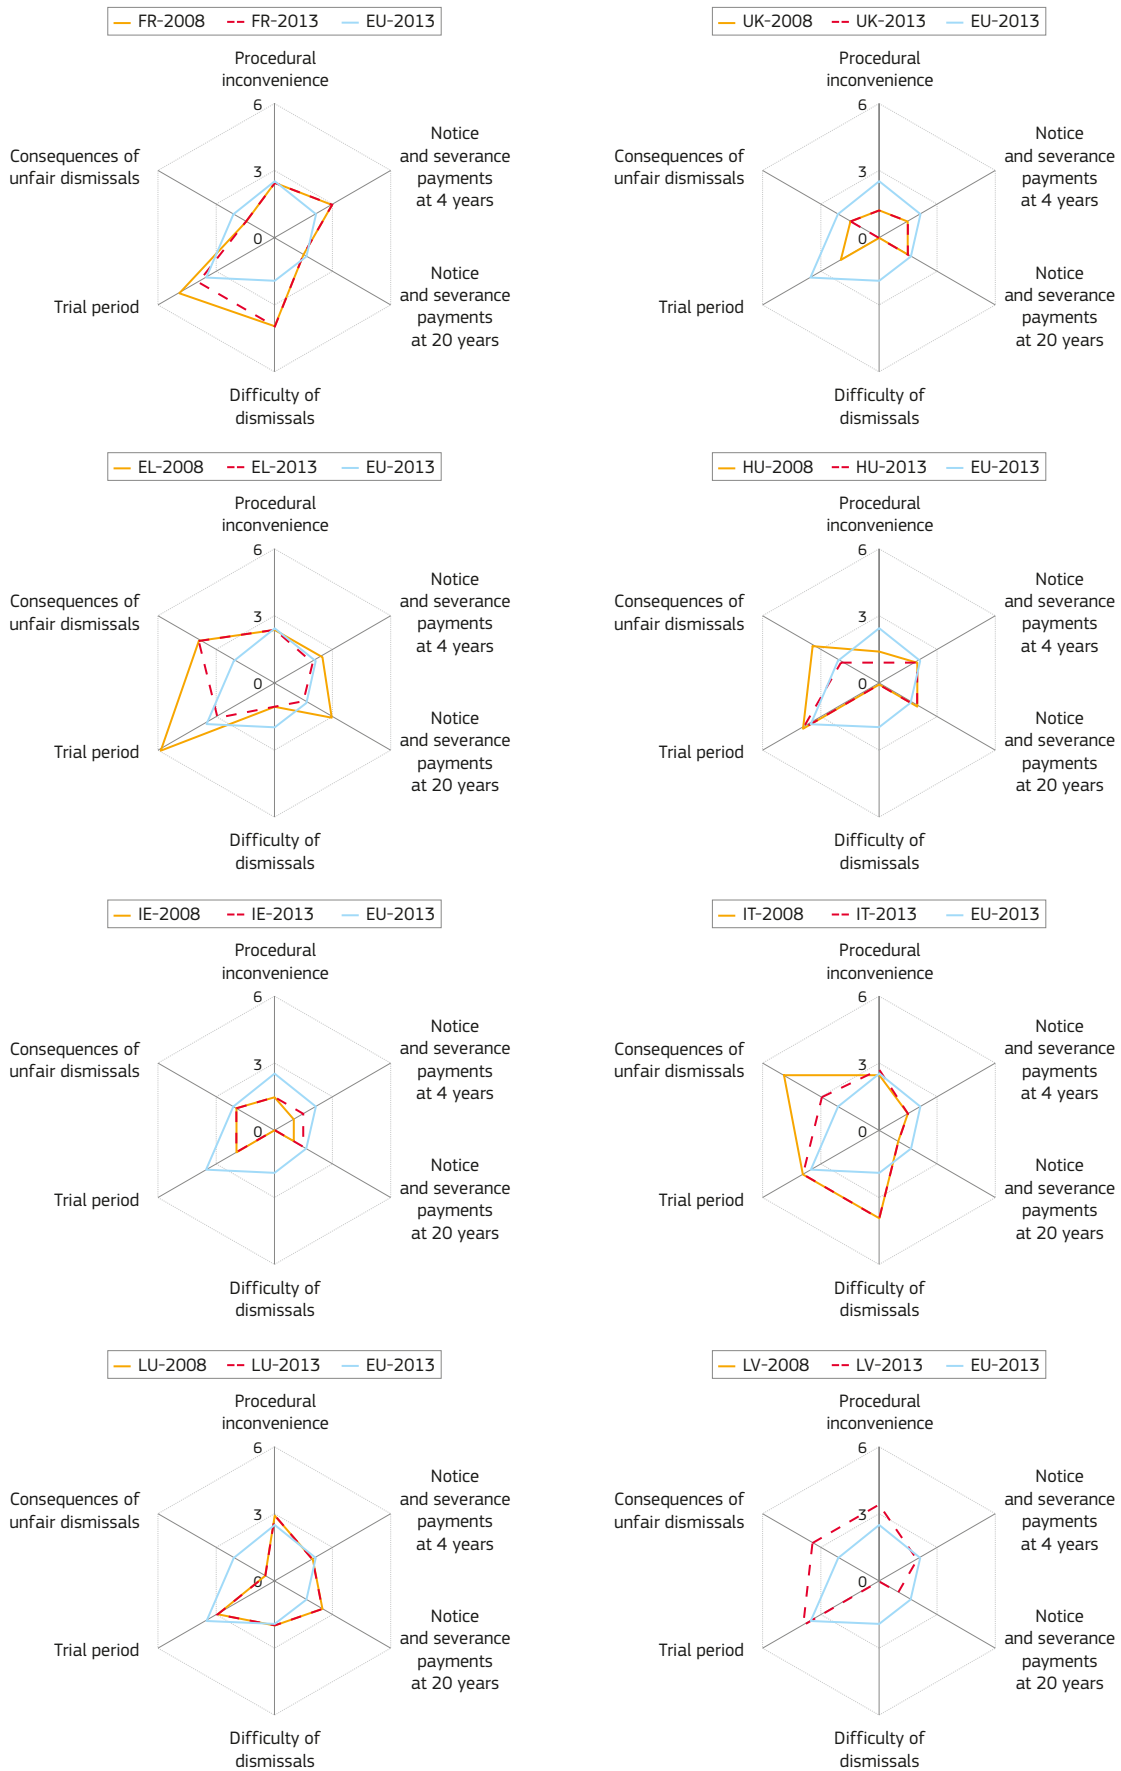 FR-2008 FR-2013 EU-2013
Procedural
inconvenience
6
3
0
Notice
and severance
payments
at 4 years
Notice
and severance
payments
at 20 years
Difficulty of
dismissals
Trial period
Consequences of
unfair dismissals
UK-2008 UK-2013 EU-2013
Procedural
inconvenience
6
3
0
Notice
and severance
payments
at 4 years
Notice
and severance
payments
at 20 years
Difficulty of
dismissals
Trial period
Consequences of
unfair dismissals
EL-2008 EL-2013 EU-2013
Procedural
inconvenience
6
3
0
Notice
and severance
payments
at 4 years
Notice
and severance
payments
at 20 years
Difficulty of
dismissals
Trial period
Consequences of
unfair dismissals
HU-2008 HU-2013 EU-2013
Procedural
inconvenience
6
3
0
Notice
and severance
payments
at 4 years
Notice
and severance
payments
at 20 years
Difficulty of
dismissals
Trial period
Consequences of
unfair dismissals
IE-2008 IE-2013 EU-2013
Procedural
inconvenience
6
3
0
Notice
and severance
payments
at 4 years
Notice
and severance
payments
at 20 years
Difficulty of
dismissals
Trial period
Consequences of
unfair dismissals
IT-2008 IT-2013 EU-2013
Procedural
inconvenience
6
3
0
Notice
and severance
payments
at 4 years
Notice
and severance
payments
at 20 years
Difficulty of
dismissals
Trial period
Consequences of
unfair dismissals
LU-2008 LU-2013 EU-2013
Procedural
inconvenience
6
3
0
Notice
and severance
payments
at 4 years
Notice
and severance
payments
at 20 years
Difficulty of
dismissals
Trial period
Consequences of
unfair dismissals
LV-2008 LV-2013 EU-2013
Procedural
inconvenience
6
3
0
Notice
and severance
payments
at 4 years
Notice
and severance
payments
at 20 years
Difficulty of
dismissals
Trial period
Consequences of
unfair dismissals